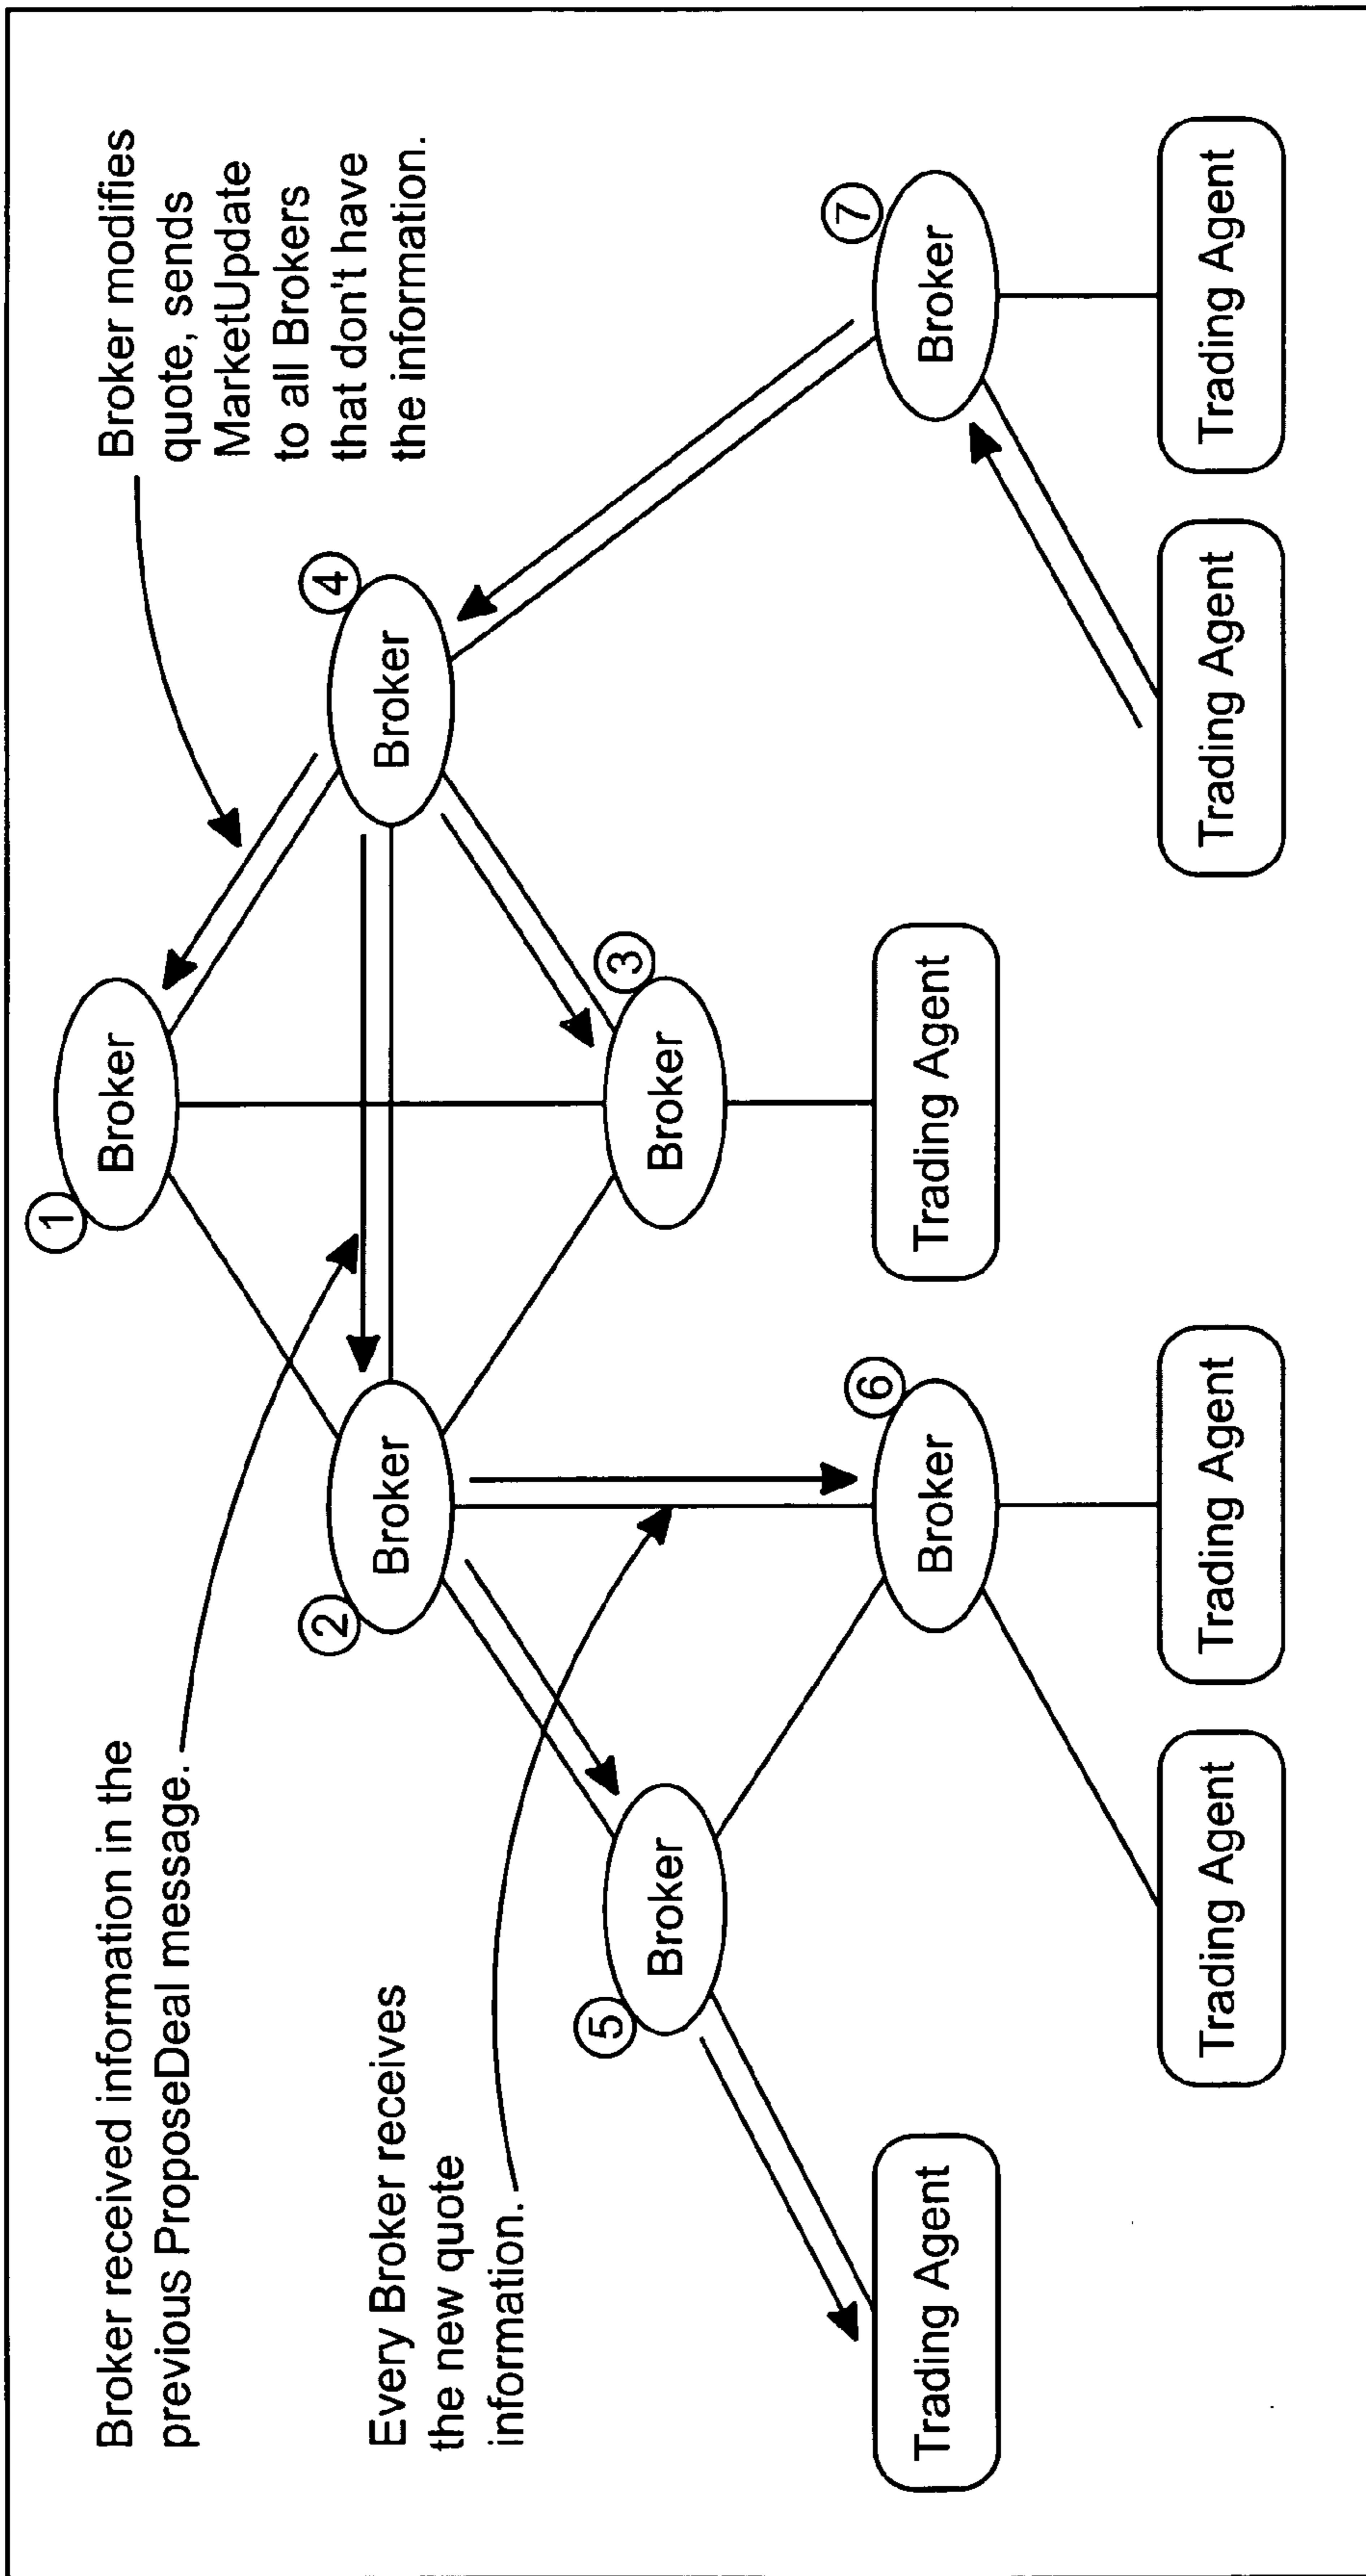 Broker received information in the
previous ProposeDeal message.
Broker modifies
quote, sends
MarketUpdate
to all Brokers
that don't have
the information.
Every Broker receives
the new quote
information.
1
Broker
2
Broker
4
Broker
5
Broker
3
Broker
6
Broker
7
Broker
Trading Agent
Trading Agent
Trading Agent
Trading Agent
Trading Agent
Trading Agent